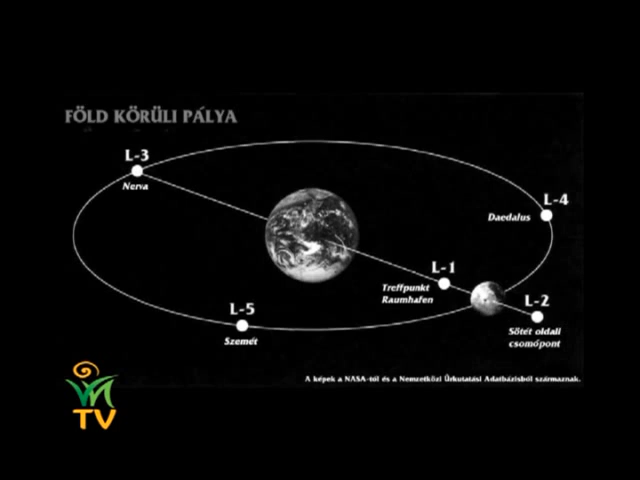 FÖLD KÖRÜLI PÁLYA
L-3
Nerva
L-4
Daedalus
L-1
Treffpunkt
Raumhafen
L-2
Sötét oldali
csomópont
L-5
Szemét
A képek a NASA-tól és a Nemzetközi Űrkutatási Adatbázisból származnak.
TV